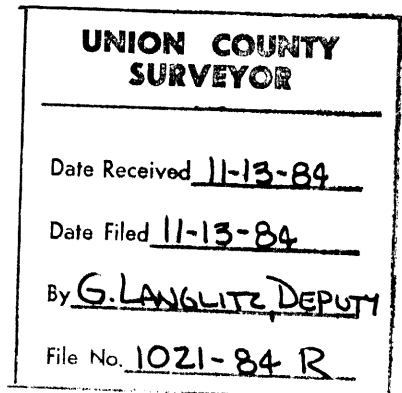 UNION COUNTY
SURVEYOR
Date Received 11-13-84
Date Filed 11-13-84
By G. LANGLITZ, DEPUTY
File No. 1021-84 R